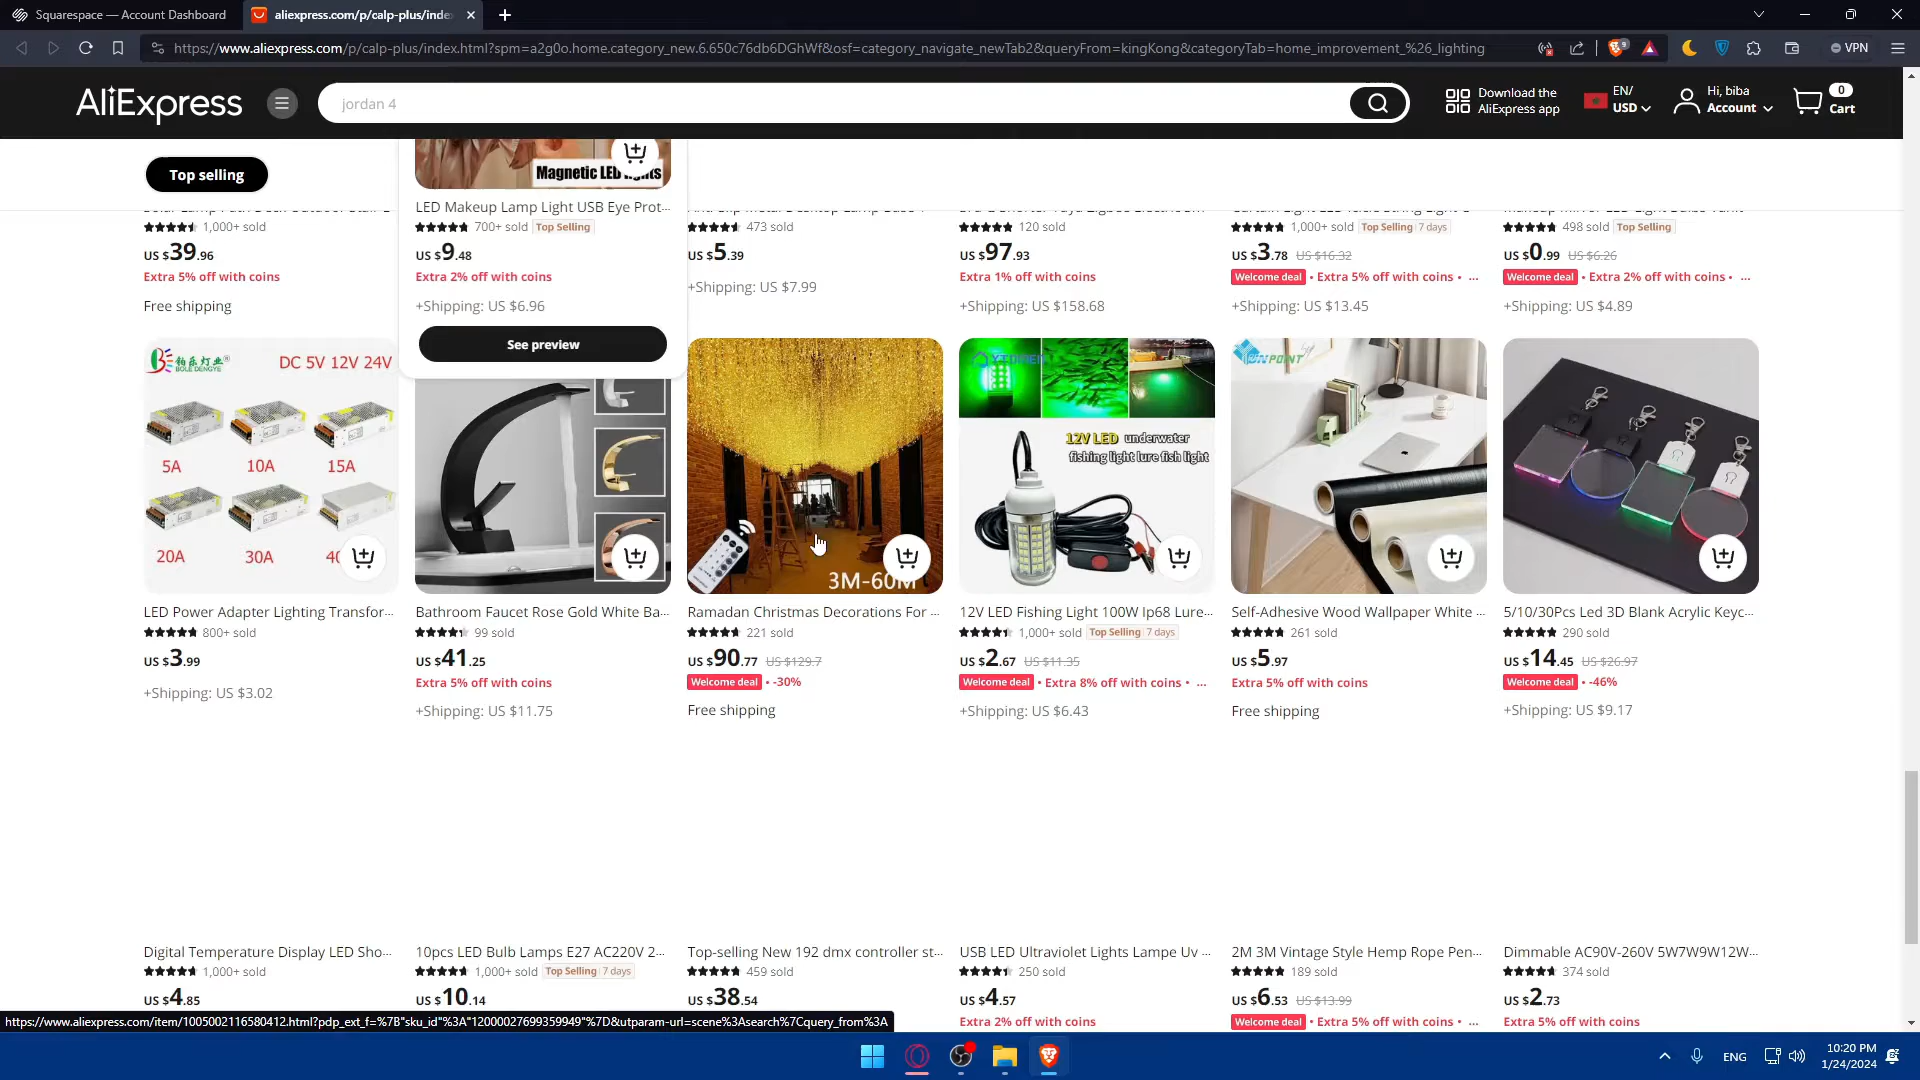 Squarespace — Account Dashboard
aliexpress.com/p/calp-plus/inde
https://www.aliexpress.com/p/calp-plus/index.html?spm=a2g0o.home.category_new.6.650c76db6DGhWf&osf=category_navigate_newTab2&queryFrom=kingKong&categoryTab=home_improvement_%26_lighting
VPN
AliExpress
jordan 4
Download the
AliExpress app
EN/
USD
Hi, biba
Account
0
Cart
Top selling
Magnetic LED
LED Makeup Lamp Light USB Eye Prot...
1,000+ sold
700+ sold Top Selling
473 sold
120 sold
1,000+ sold Top Selling 7 days
498 sold Top Selling
US $39.96
US $9.48
US $5.39
US $97.93
US $3.78 US $16.32
US $0.99 US $6.26
Extra 5% off with coins
Extra 2% off with coins
Extra 1% off with coins
Welcome deal • Extra 5% off with coins • ...
Welcome deal • Extra 2% off with coins • ...
Free shipping
+Shipping: US $6.96
+Shipping: US $7.99
+Shipping: US $158.68
+Shipping: US $13.45
+Shipping: US $4.89
See preview
BOLE DENGYE
DC 5V 12V 24V
5A 10A 15A
20A 30A
3M-60M
12V LED underwater
fishing light lure fish light
LED Power Adapter Lighting Transfor...
Bathroom Faucet Rose Gold White Ba...
Ramadan Christmas Decorations For ...
12V LED Fishing Light 100W Ip68 Lure...
Self-Adhesive Wood Wallpaper White ...
5/10/30Pcs Led 3D Blank Acrylic Keyc...
800+ sold
99 sold
221 sold
1,000+ sold Top Selling 7 days
261 sold
290 sold
US $3.99
US $41.25
US $90.77 US $129.7
US $2.67 US $11.35
US $5.97
US $14.45 US $26.97
Extra 5% off with coins
Welcome deal • -30%
Welcome deal • Extra 8% off with coins • ...
Extra 5% off with coins
Welcome deal • -46%
+Shipping: US $3.02
+Shipping: US $11.75
Free shipping
+Shipping: US $6.43
Free shipping
+Shipping: US $9.17
Digital Temperature Display LED Sho...
10pcs LED Bulb Lamps E27 AC220V 2...
Top-selling New 192 dmx controller st...
USB LED Ultraviolet Lights Lampe Uv ...
2M 3M Vintage Style Hemp Rope Pen...
Dimmable AC90V-260V 5W7W9W12W...
1,000+ sold
1,000+ sold Top Selling 7 days
459 sold
250 sold
189 sold
374 sold
US $4.85
US $10.14
US $38.54
US $4.57
US $6.53 US $13.99
US $2.73
Extra 2% off with coins
Welcome deal • Extra 5% off with coins • ...
Extra 5% off with coins
https://www.aliexpress.com/item/1005002116580412.html?pdp_ext_f=%7B"sku_id"%3A"12000027699359949"%7D&utparam-url=scene%3Asearch%7Cquery_from%3A
ENG
10:20 PM
1/24/2024